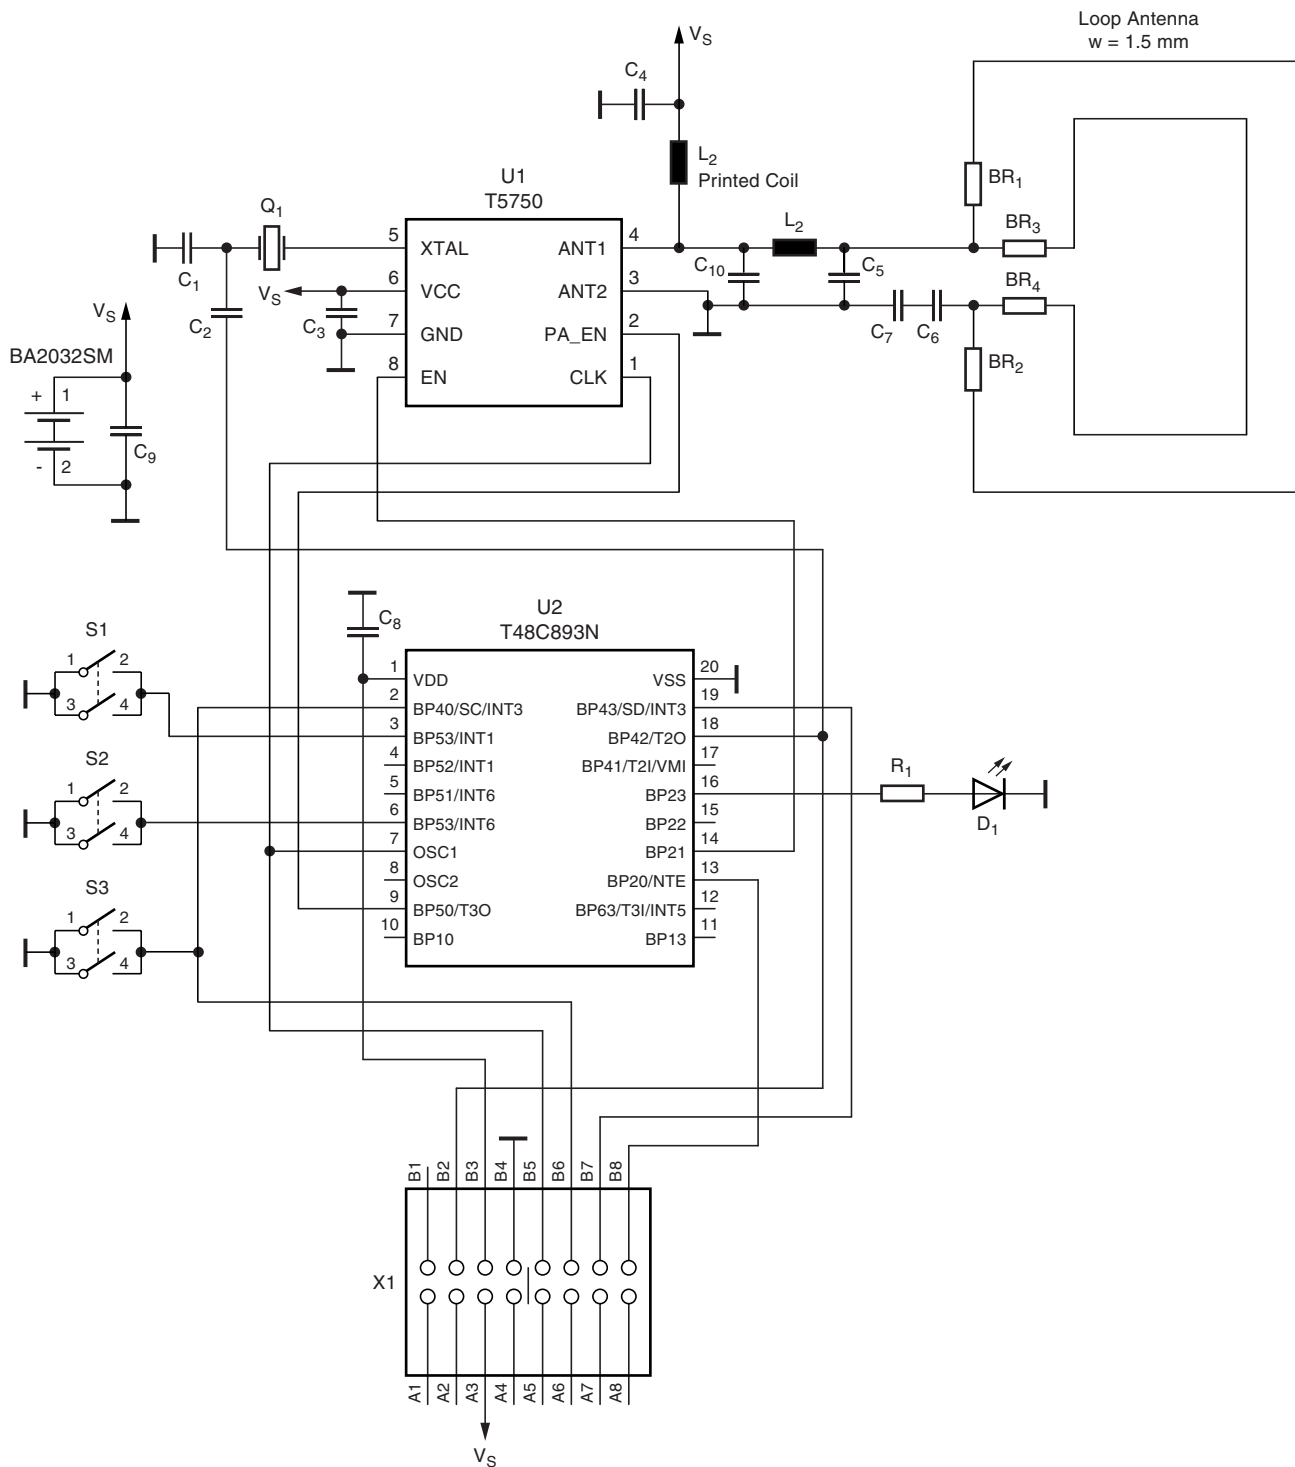 Loop Antenna
w = 1.5 mm
VS
C4
L2
Printed Coil
U1
T5750
Q1
BR1
L2
BR3
5 XTAL ANT1 4
C1
C10
C5
BR4
VS
6 VCC ANT2 3
C2
C3
C7
C6
VS
7 GND PA_EN 2
BR2
BA2032SM
8 EN CLK 1
+ 1
C9
- 2
C8
U2
T48C893N
S1
1 2
3 4
1 VDD VSS 20
2 BP40/SC/INT3 BP43/SD/INT3 19
3 BP53/INT1 BP42/T2O 18
S2
4 BP52/INT1 BP41/T2I/VMI 17
R1
1 2
5 BP51/INT6 BP23 16
3 4
6 BP53/INT6 BP22 15
D1
7 OSC1 BP21 14
S3
8 OSC2 BP20/NTE 13
1 2
9 BP50/T3O BP63/T3I/INT5 12
3 4
10 BP10 BP13 11
B1 B2 B3 B4 B5 B6 B7 B8
X1
A1 A2 A3 A4 A5 A6 A7 A8
VS